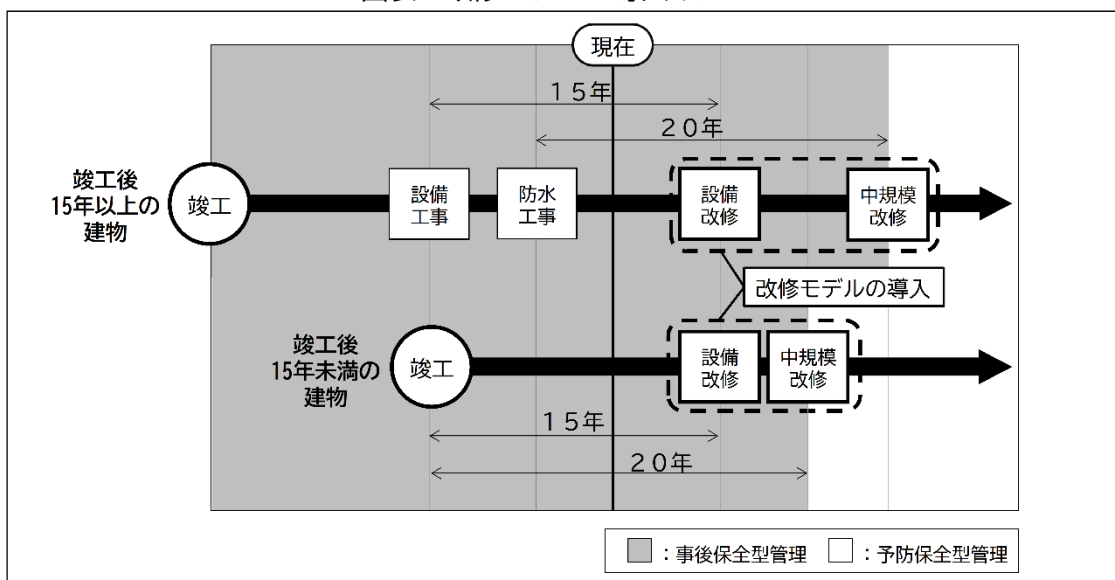 現在
15年
20年
竣工後
15年以上の
建物
竣工
設備
工事
防水
工事
設備
改修
中規模
改修
改修モデルの導入
竣工後
15年未満の
建物
竣工
設備
改修
中規模
改修
15年
20年
:事後保全型管理
:予防保全型管理